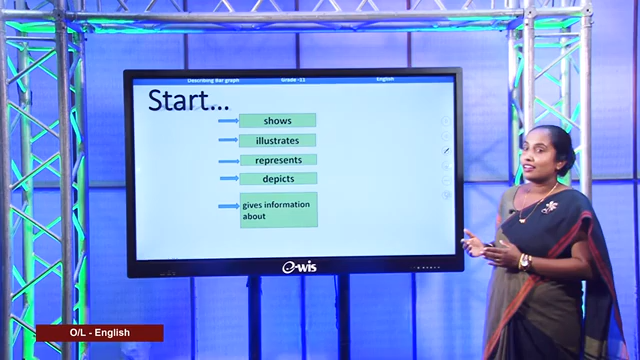 Describing Bar graph Grade -11 English
Start...
shows
illustrates
represents
depicts
gives information
about
e-wis
O/L - English